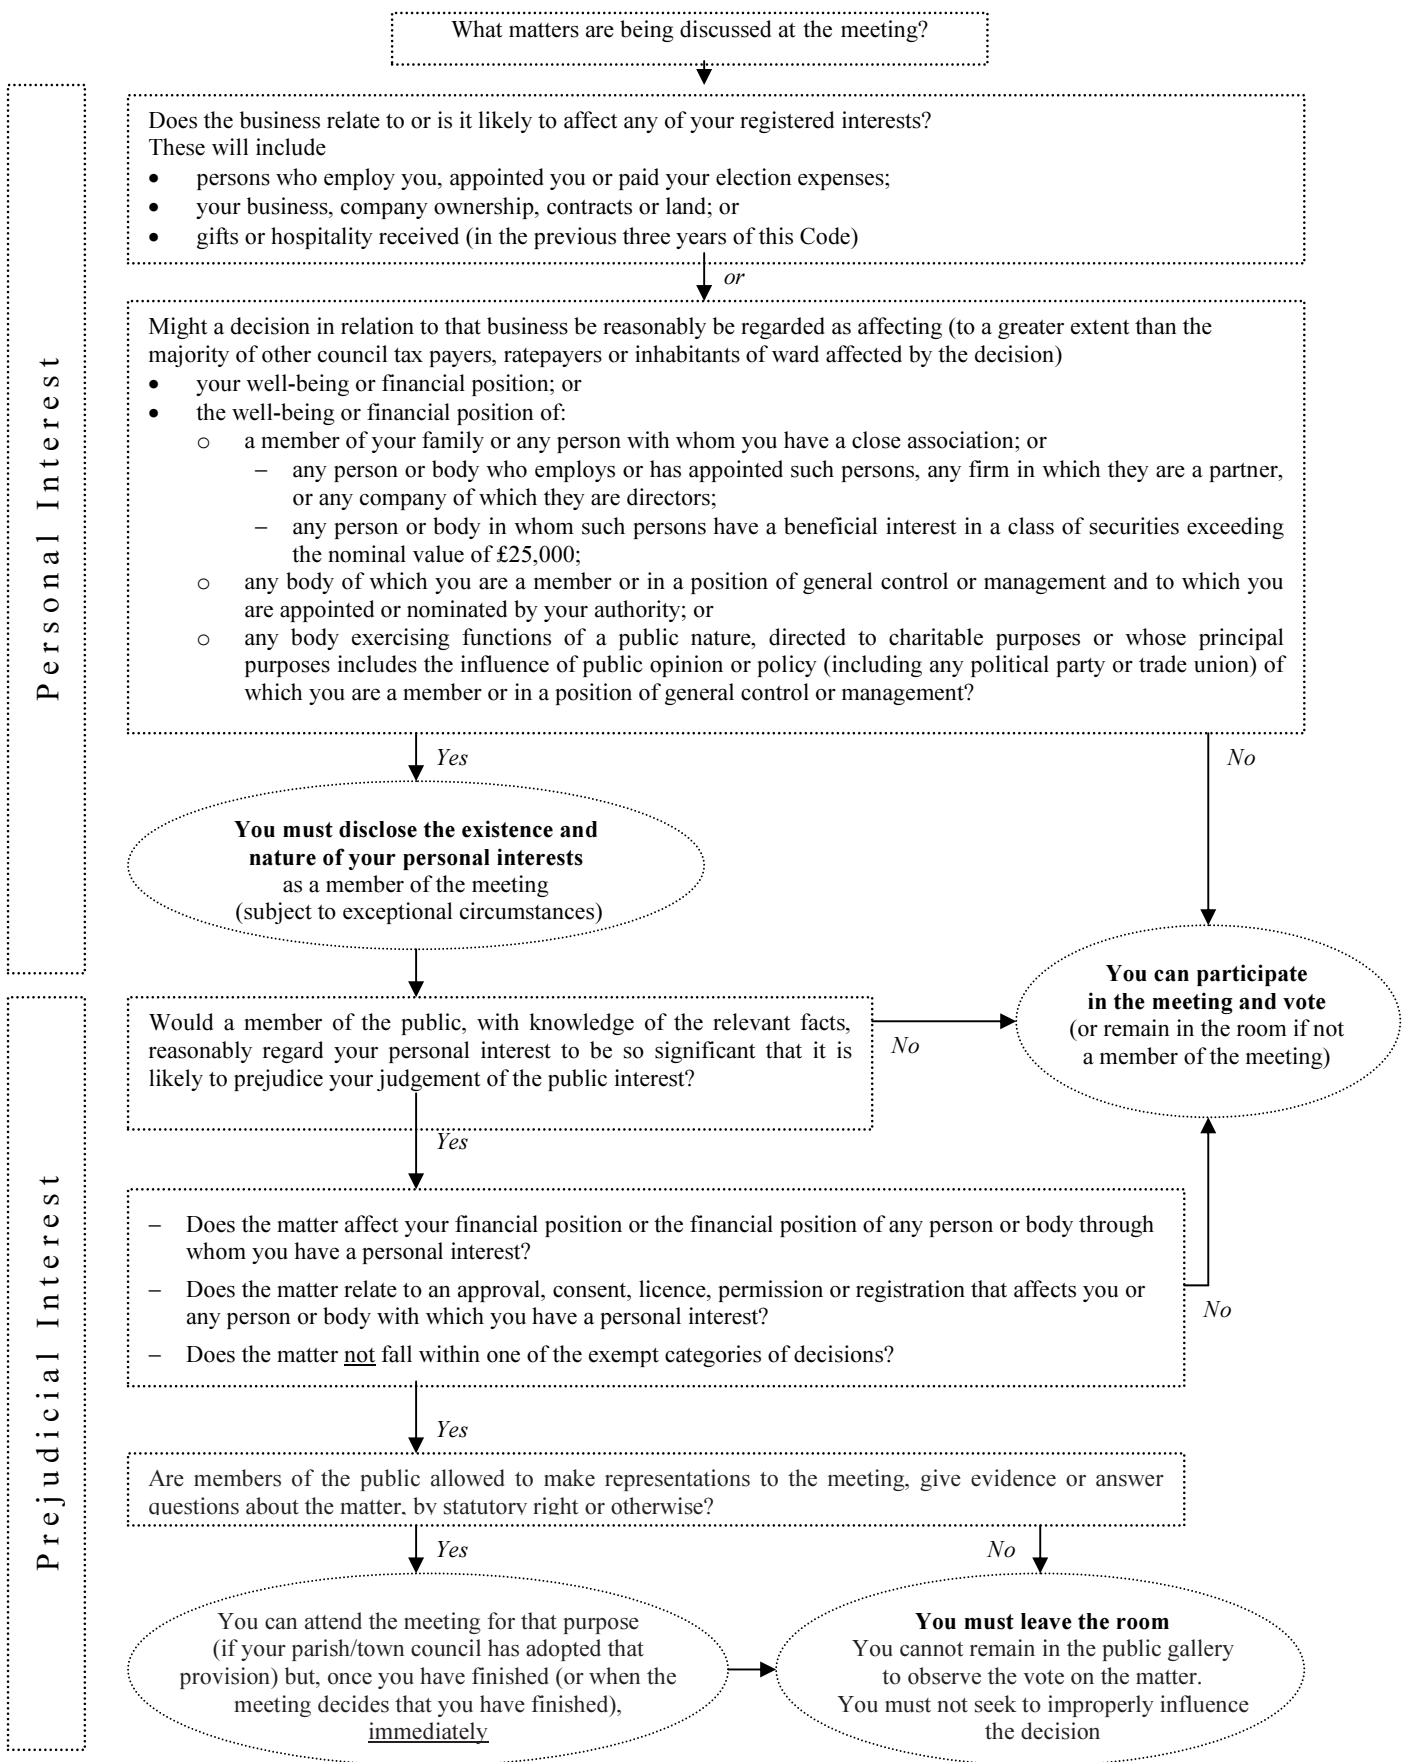 What matters are being discussed at the meeting?
Personal Interest
Does the business relate to or is it likely to affect any of your registered interests?
These will include
• persons who employ you, appointed you or paid your election expenses;
• your business, company ownership, contracts or land; or
• gifts or hospitality received (in the previous three years of this Code)
or
Might a decision in relation to that business be reasonably be regarded as affecting (to a greater extent than the
majority of other council tax payers, ratepayers or inhabitants of ward affected by the decision)
• your well-being or financial position; or
• the well-being or financial position of:
o a member of your family or any person with whom you have a close association; or
– any person or body who employs or has appointed such persons, any firm in which they are a partner,
or any company of which they are directors;
– any person or body in whom such persons have a beneficial interest in a class of securities exceeding
the nominal value of £25,000;
o any body of which you are a member or in a position of general control or management and to which you
are appointed or nominated by your authority; or
o any body exercising functions of a public nature, directed to charitable purposes or whose principal
purposes includes the influence of public opinion or policy (including any political party or trade union) of
which you are a member or in a position of general control or management?
Yes
No
You must disclose the existence and
nature of your personal interests
as a member of the meeting
(subject to exceptional circumstances)
You can participate
in the meeting and vote
(or remain in the room if not
a member of the meeting)
Prejudicial Interest
Would a member of the public, with knowledge of the relevant facts,
reasonably regard your personal interest to be so significant that it is
likely to prejudice your judgement of the public interest?
No
Yes
– Does the matter affect your financial position or the financial position of any person or body through
whom you have a personal interest?
– Does the matter relate to an approval, consent, licence, permission or registration that affects you or
any person or body with which you have a personal interest?
– Does the matter not fall within one of the exempt categories of decisions?
No
Yes
Are members of the public allowed to make representations to the meeting, give evidence or answer
questions about the matter, by statutory right or otherwise?
Yes
No
You can attend the meeting for that purpose
(if your parish/town council has adopted that
provision) but, once you have finished (or when the
meeting decides that you have finished),
immediately
You must leave the room
You cannot remain in the public gallery
to observe the vote on the matter.
You must not seek to improperly influence
the decision